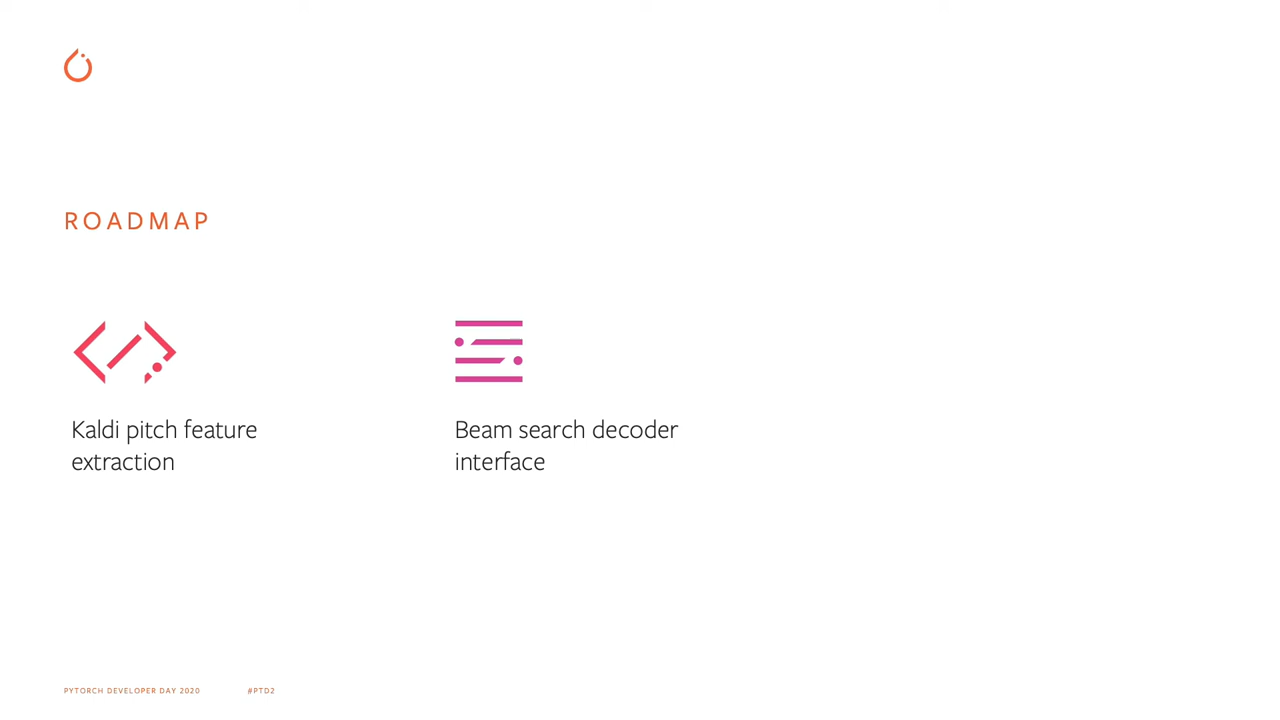 ROADMAP
Kaldi pitch feature
extraction
Beam search decoder
interface
PYTORCH DEVELOPER DAY 2020
#PTD2